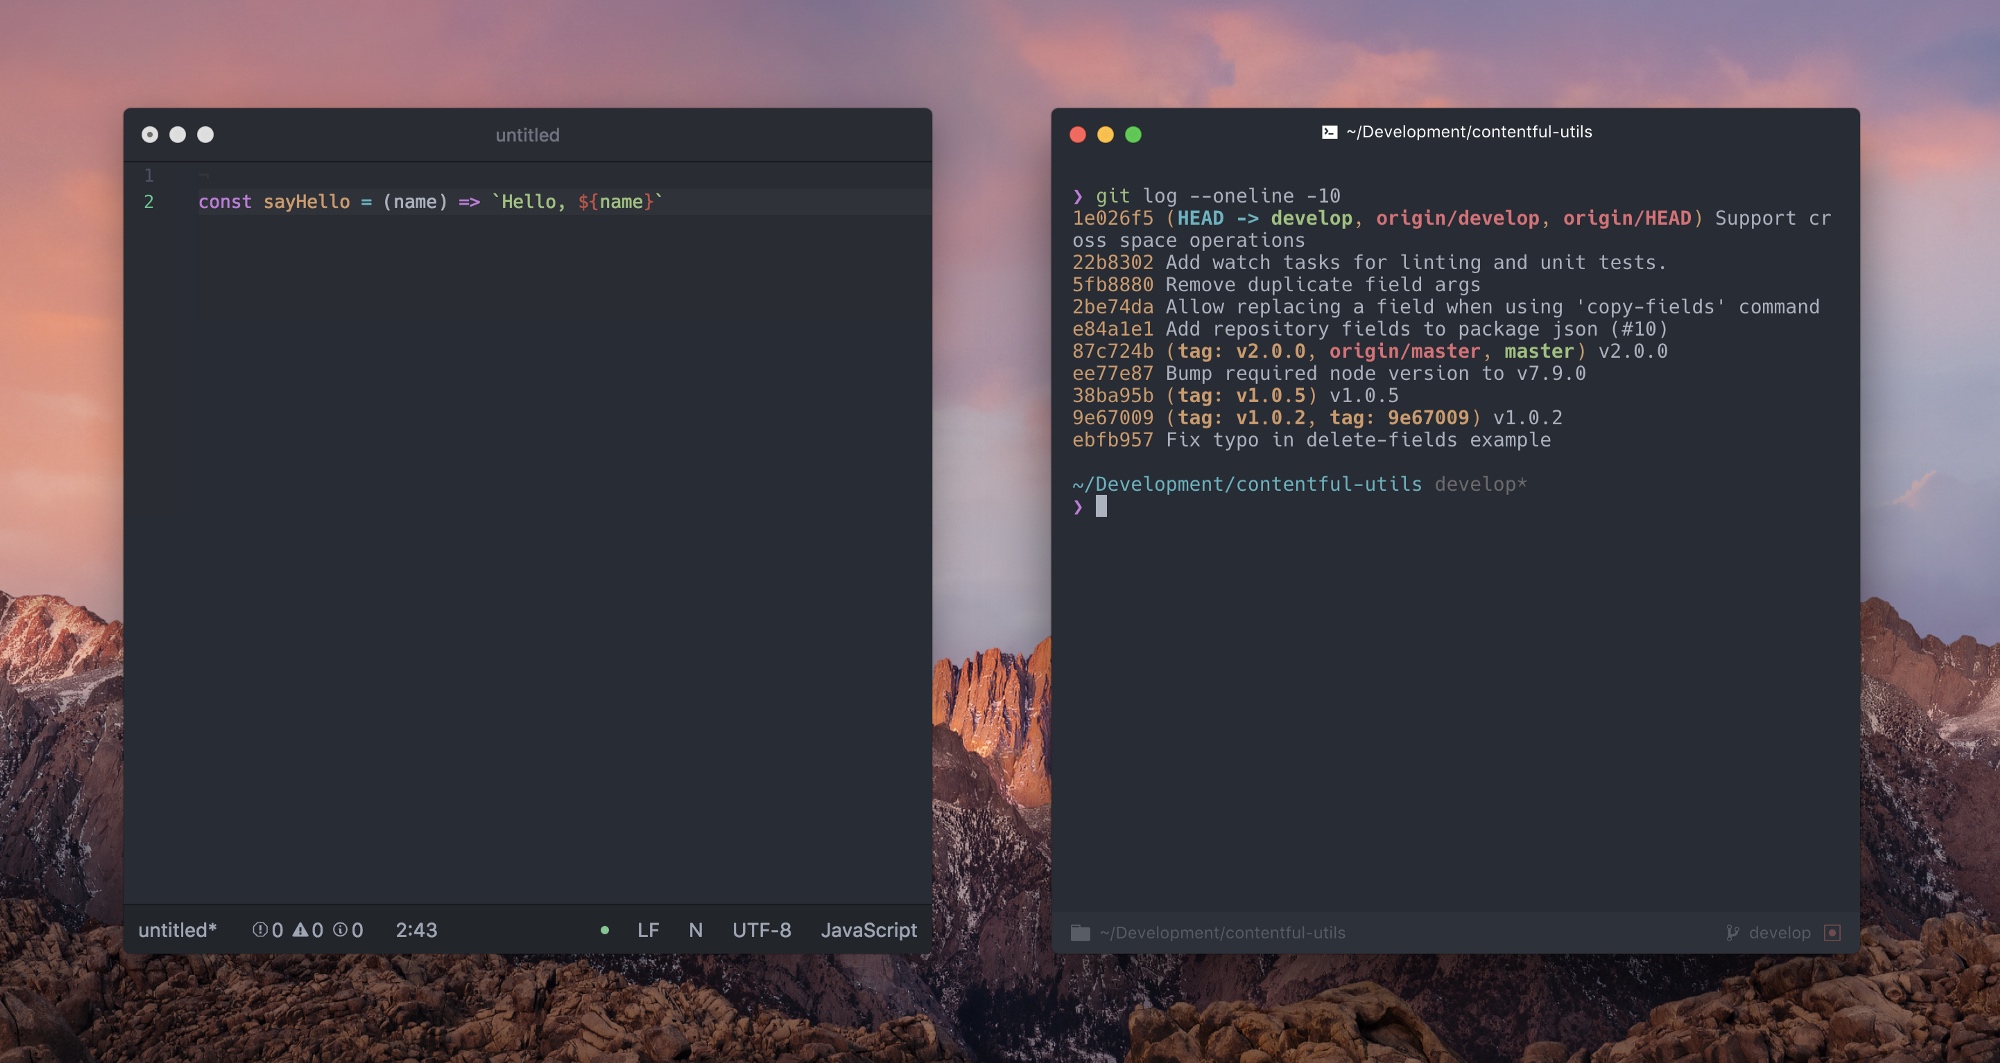 untitled
1 ¬
2 const sayHello = (name) => `Hello, ${name}`
untitled* 0 0 0 2:43 LF N UTF-8 JavaScript
~/Development/contentful-utils
❯ git log --oneline -10
1e026f5 (HEAD -> develop, origin/develop, origin/HEAD) Support cr
oss space operations
22b8302 Add watch tasks for linting and unit tests.
5fb8880 Remove duplicate field args
2be74da Allow replacing a field when using 'copy-fields' command
e84a1e1 Add repository fields to package json (#10)
87c724b (tag: v2.0.0, origin/master, master) v2.0.0
ee77e87 Bump required node version to v7.9.0
38ba95b (tag: v1.0.5) v1.0.5
9e67009 (tag: v1.0.2, tag: 9e67009) v1.0.2
ebfb957 Fix typo in delete-fields example
~/Development/contentful-utils develop*
❯
~/Development/contentful-utils develop